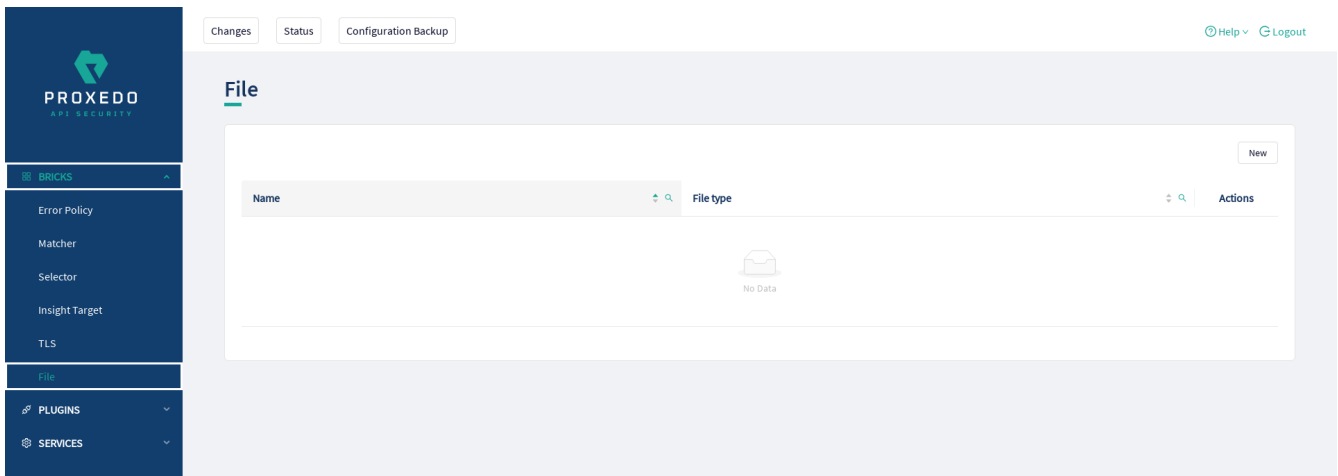 Changes Status Configuration Backup Help Logout
PROXEDO
API SECURITY
File
New
BRICKS
Name File type Actions
Error Policy
Matcher
Selector
Insight Target
No Data
TLS
File
PLUGINS
SERVICES